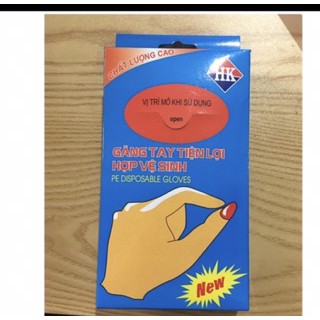 CHẤT LƯỢNG CAO
HK
VỊ TRÍ MỞ KHI SỬ DỤNG
open
GĂNG TAY TIỆN LỢI
HỢP VỆ SINH
PE DISPOSABLE GLOVES
New